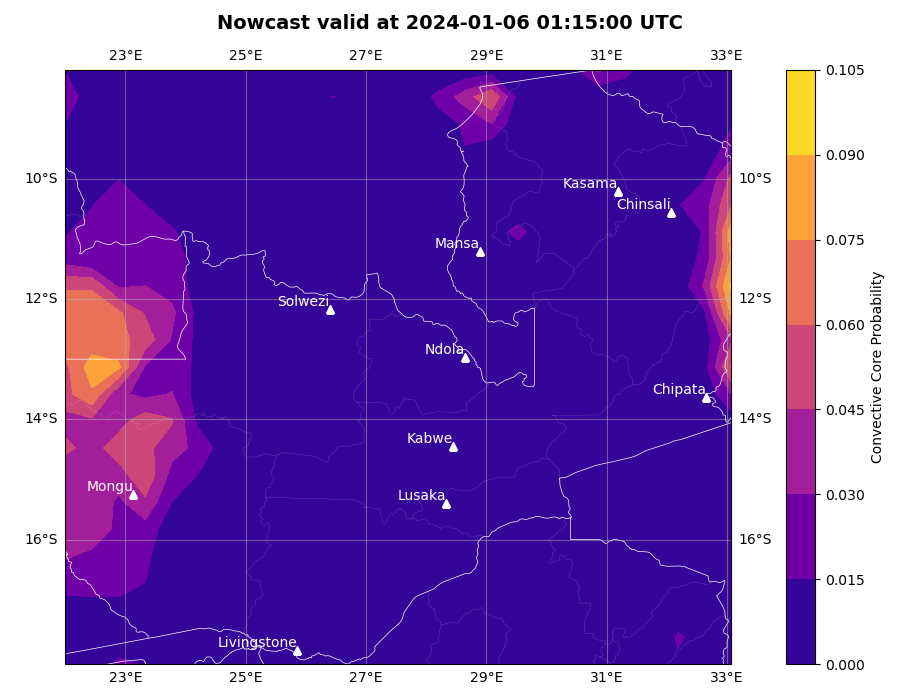 Nowcast valid at 2024-01-06 01:15:00 UTC
23°E 25°E 27°E 29°E 31°E 33°E
0.105
0.090
10°S Kasama 10°S
Chinsali
Mansa
0.075
12°S Solwezi 12°S
0.060
Ndola
Chipata
14°S 14°S
0.045
Kabwe
Mongu
Lusaka
0.030
16°S 16°S
0.015
Livingstone
0.000
23°E 25°E 27°E 29°E 31°E 33°E
Convective Core Probability